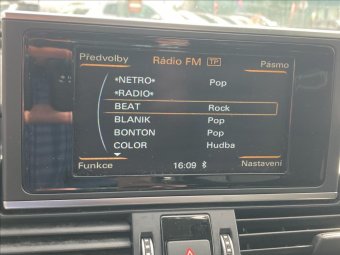 Předvolby Rádio FM TP Pásmo
*NETRO* Pop
*RADIO*
BEAT Rock
BLANIK Pop
BONTON Pop
COLOR Hudba
Funkce 16:09 Nastavení